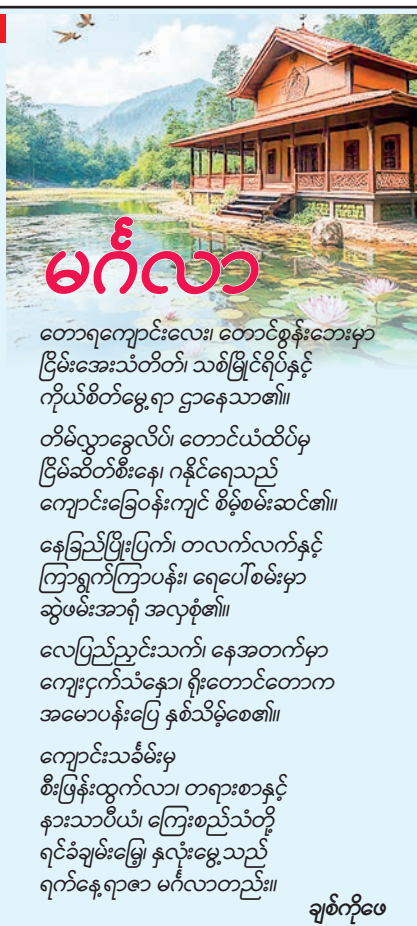 မင်္ဂလာ
တောရကျောင်းလေး၊ တောင်စွန်းဘေးမှာ
ငြိမ်းအေးသံတိတ်၊ သစ်မြိုင်ရိပ်နှင့်
ကိုယ်စိတ်မွေ့ရာ ဌာနေသာ၏။
တိမ်လွှာခွေလိပ်၊ တောင်ယံထိပ်မှ
ငြိမ်ဆိတ်စီးနေ၊ ဂနိုင်ရေသည်
ကျောင်းခြေဝန်းကျင် စိမ့်စမ်းဆင်၏။
နေခြည်ပြိုးပြက်၊ တလက်လက်နှင့်
ကြာရွက်ကြာပန်း၊ ရေပေါ်စမ်းမှာ
ဆွဲဖမ်းအာရုံ အလှစုံ၏။
လေပြည်ညှင်းသက်၊ နေအတက်မှာ
ကျေးငှက်သံနှော၊ ရိုးတောင်တောက
အမောပန်းပြေ နှစ်သိမ့်စေ၏။
ကျောင်းသင်္ခမ်းမှ
စီးဖြန်းထွက်လာ၊ တရားစာနှင့်
နားသာပီယံ၊ ကြေးစည်သံတို့
ရင်ခံချမ်းမြေ့၊ နှလုံးမွေ့သည်
ရက်နေ့ရာဇာ မင်္ဂလာတည်း။
ချစ်ကိုဖေ